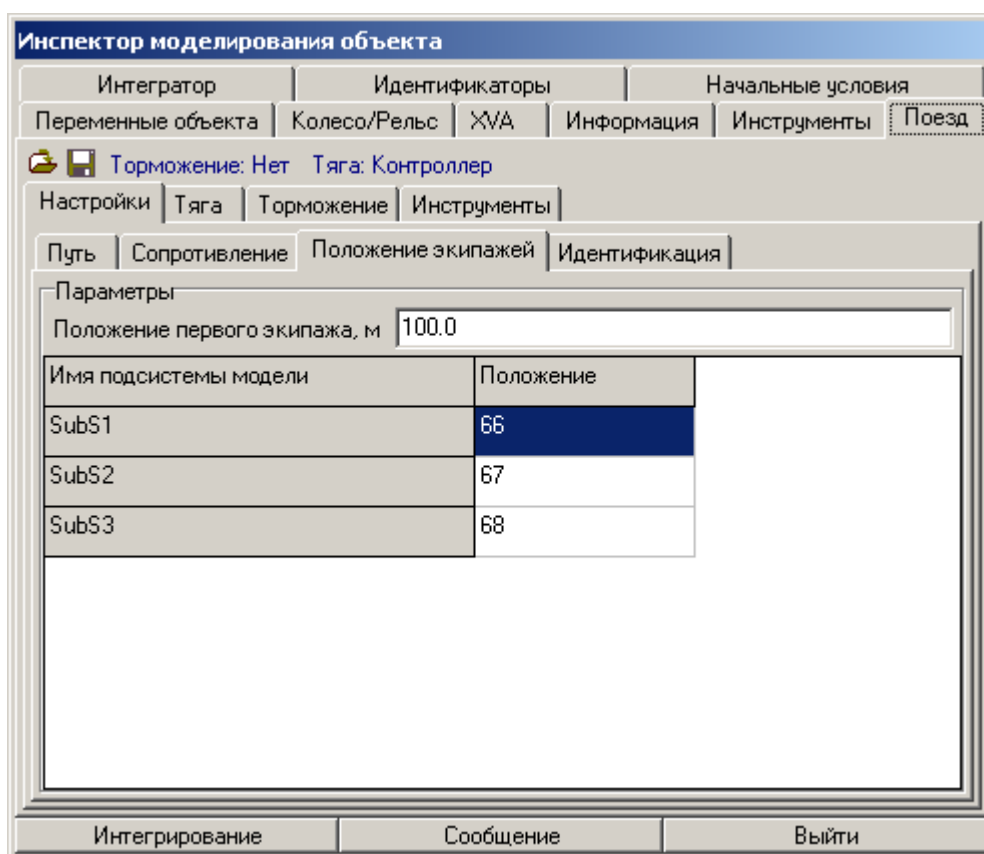 Инспектор моделирования объекта
Интегратор Идентификаторы Начальные условия
Переменные объекта Колесо/Рельс XVA Информация Инструменты Поезд
Торможение: Нет Тяга: Контроллер
Настройки Тяга Торможение Инструменты
Путь Сопротивление Положение экипажей Идентификация
Параметры
Положение первого экипажа, м 100.0
Имя подсистемы модели Положение
SubS1 66
SubS2 67
SubS3 68
Интегрирование Сообщение Выйти